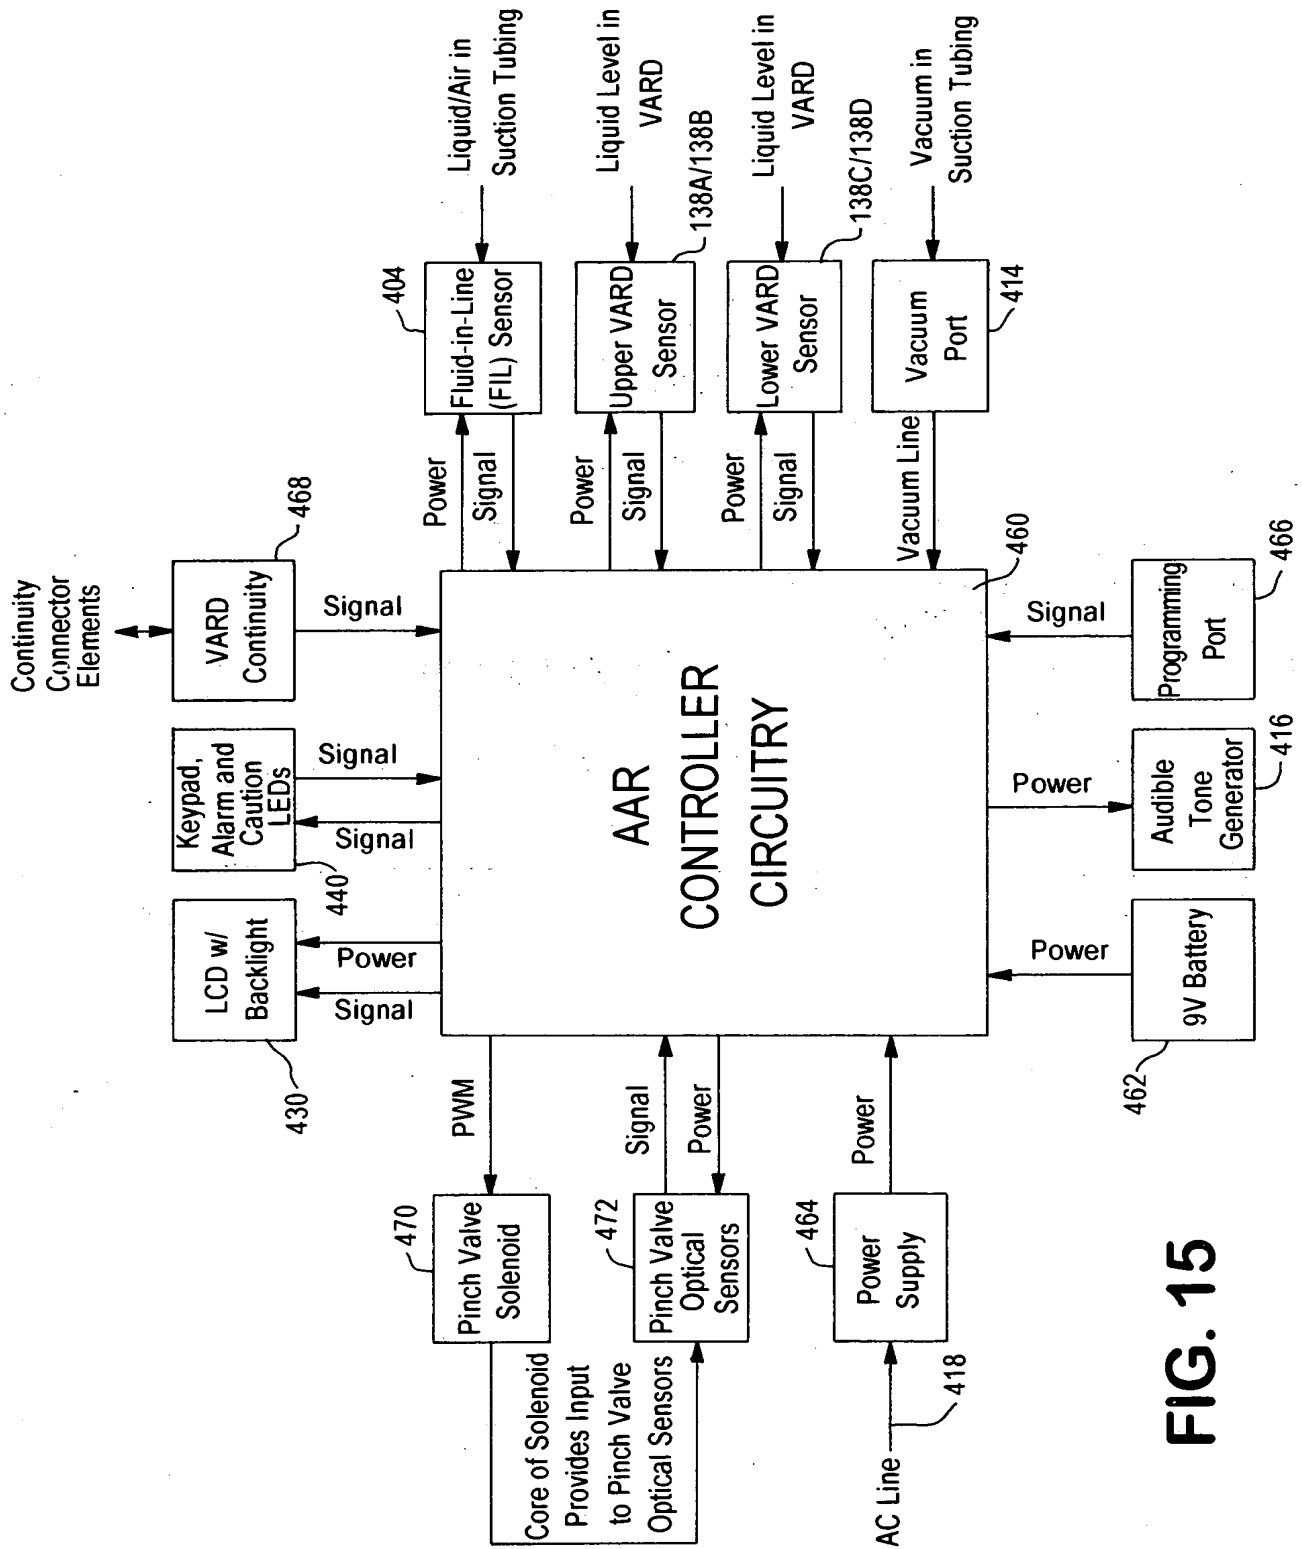 Continuity
Connector
Elements
LCD w/
Backlight
430
Keypad,
Alarm and
Caution
LEDs
440
VARD
Continuity
468
Signal
Power
Signal
Signal
Signal
Pinch Valve
Solenoid
470
PWM
Core of Solenoid
Provides Input
to Pinch Valve
Optical Sensors
Pinch Valve
Optical
Sensors
472
Signal
Power
AC Line
418
Power
Supply
464
Power
AAR
CONTROLLER
CIRCUITRY
460
Power
Signal
Fluid-in-Line
(FIL) Sensor
404
Liquid/Air in
Suction Tubing
Power
Signal
Upper VARD
Sensor
138A/138B
Liquid Level in
VARD
Power
Signal
Lower VARD
Sensor
138C/138D
Liquid Level in
VARD
Vacuum Line
Vacuum
Port
414
Vacuum in
Suction Tubing
Power
9V Battery
462
Power
Audible
Tone
Generator
416
Signal
Programming
Port
466
FIG. 15